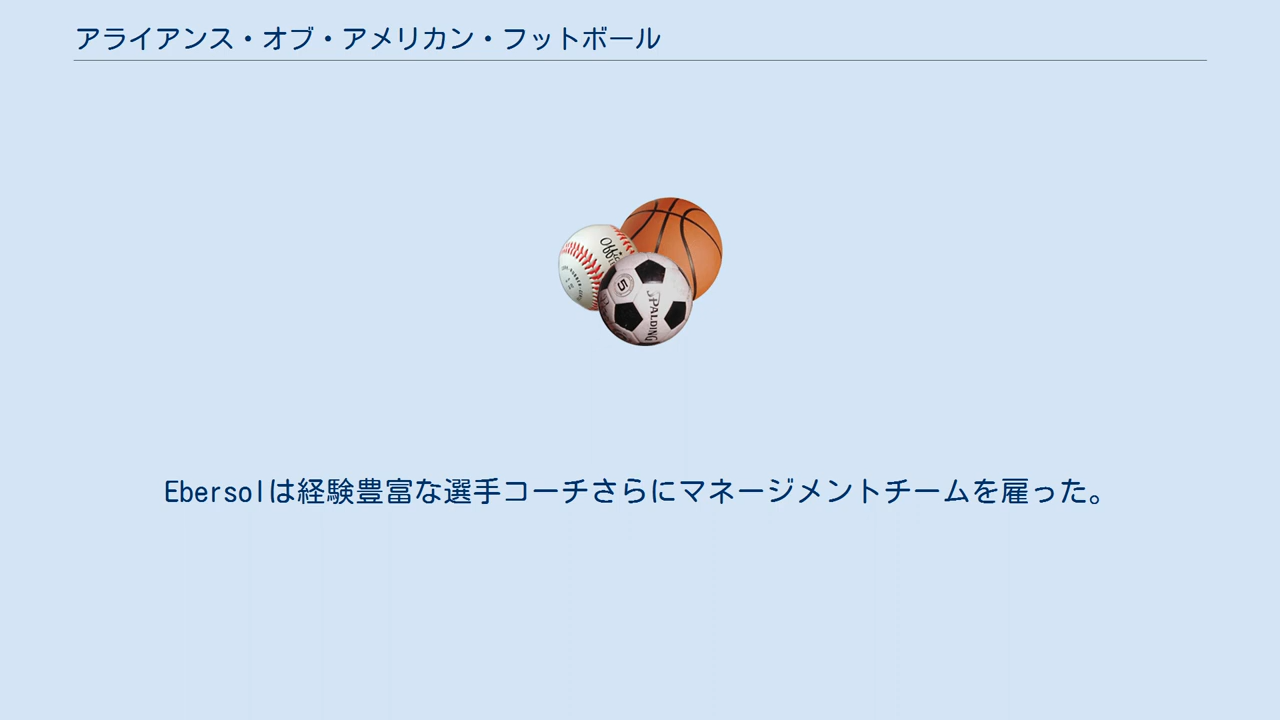 アライアンス・オブ・アメリカン・フットボール
SPALDING
5
Ebersolは経験豊富な選手コーチさらにマネージメントチームを雇った。